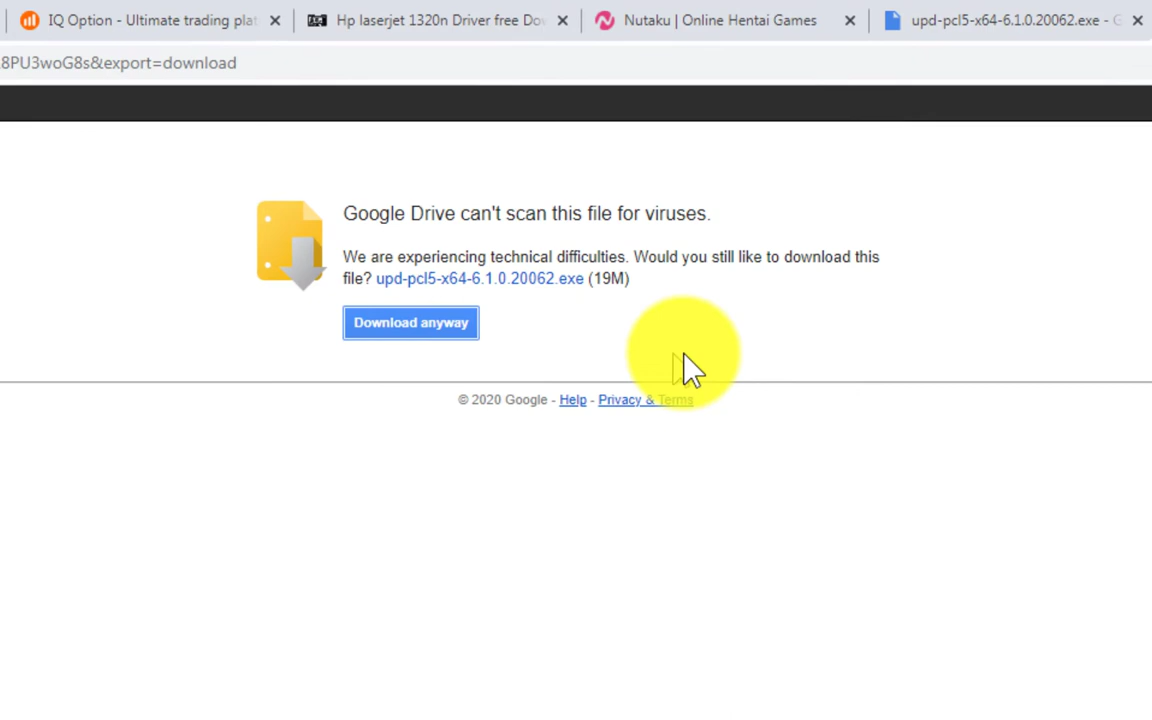 IQ Option - Ultimate trading plat
Hp laserjet 1320n Driver free Dow
Nutaku | Online Hentai Games
upd-pcl5-x64-6.1.0.20062.exe - G
8PU3woG8s&export=download
Google Drive can't scan this file for viruses.
We are experiencing technical difficulties. Would you still like to download this
file? upd-pcl5-x64-6.1.0.20062.exe (19M)
Download anyway
© 2020 Google - Help - Privacy & Terms